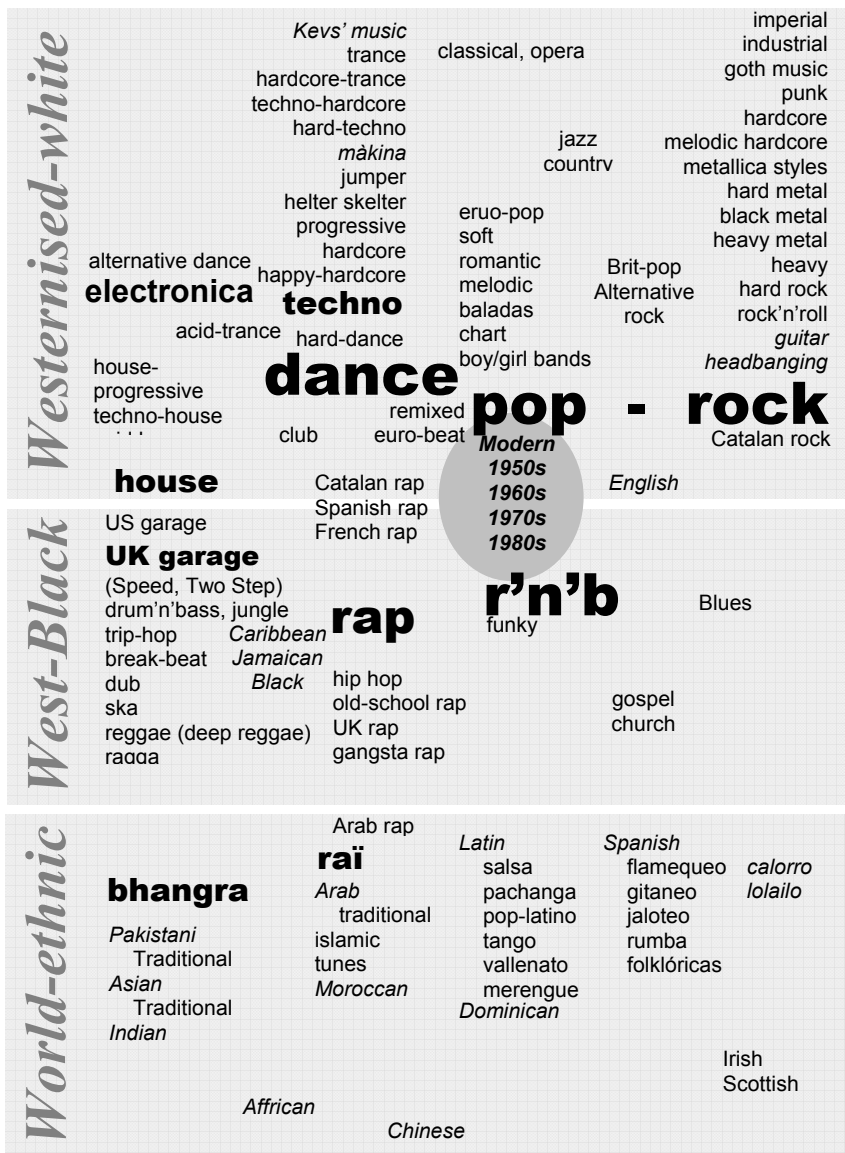 Westernised-white
Kevs’ music
trance
hardcore-trance
techno-hardcore
hard-techno
màkina
jumper
helter skelter
progressive
hardcore
happy-hardcore
techno
hard-dance
alternative dance
electronica
acid-trance
house-
progressive
techno-house
house
dance
remixed
club
euro-beat
classical, opera
jazz
eruo-pop
soft
romantic
melodic
baladas
chart
boy/girl bands
Brit-pop
Alternative
rock
imperial
industrial
goth music
punk
hardcore
melodic hardcore
metallica styles
hard metal
black metal
heavy metal
heavy
hard rock
rock’n’roll
guitar
headbanging
pop - rock
Catalan rock
Modern
1950s
1960s
1970s
1980s
English
Catalan rap
Spanish rap
French rap
West-Black
US garage
UK garage
(Speed, Two Step)
drum’n’bass, jungle
trip-hop
break-beat
dub
ska
reggae (deep reggae)
ragga
Caribbean
Jamaican
Black
rap
hip hop
old-school rap
UK rap
gangsta rap
r’n’b
funky
Blues
gospel
church
World-ethnic
bhangra
Pakistani
Traditional
Asian
Traditional
Indian
Arab rap
raï
Arab
traditional
islamic
tunes
Moroccan
Latin
salsa
pachanga
pop-latino
tango
vallenato
merengue
Dominican
Spanish
flamequeo
gitaneo
jaloteo
rumba
folklóricas
calorro
lolailo
Irish
Scottish
Affrican
Chinese